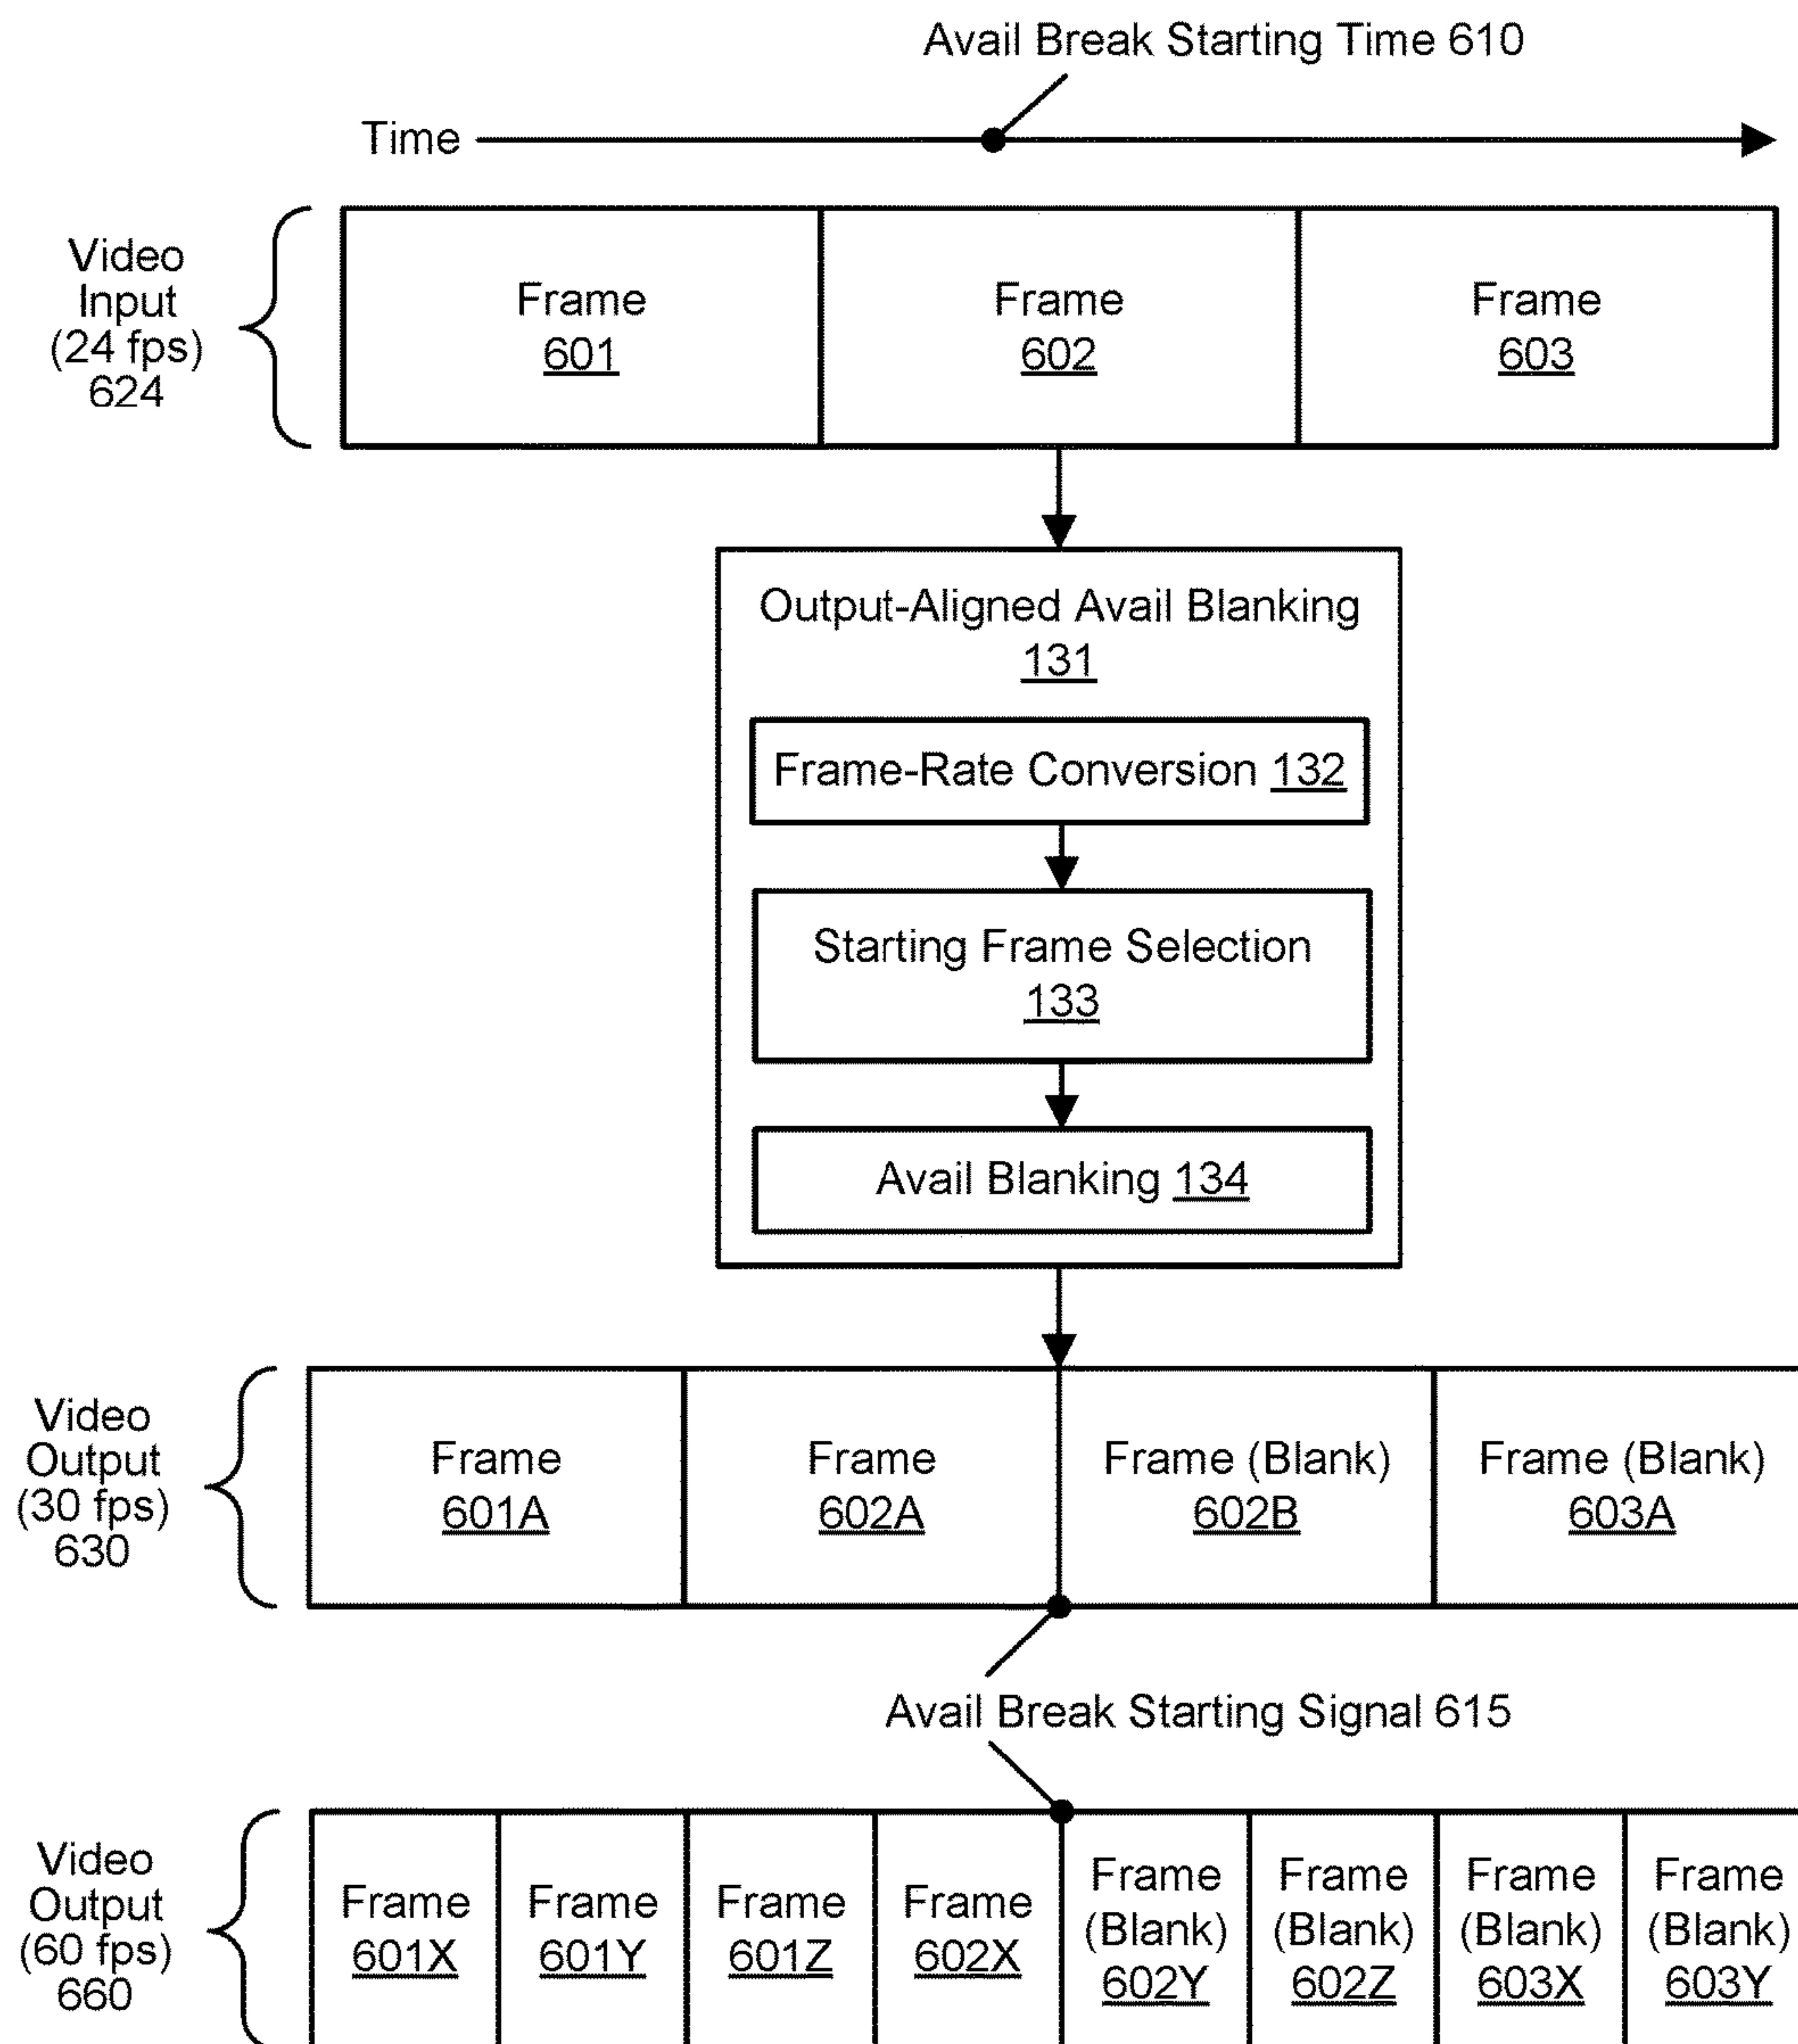 Avail Break Starting Time 610
Time
Video
Input
(24 fps)
624
Frame
601
Frame
602
Frame
603
Output-Aligned Avail Blanking
131
Frame-Rate Conversion 132
Starting Frame Selection
133
Avail Blanking 134
Video
Output
(30 fps)
630
Frame
601A
Frame
602A
Frame (Blank)
602B
Frame (Blank)
603A
Avail Break Starting Signal 615
Video
Output
(60 fps)
660
Frame
601X
Frame
601Y
Frame
601Z
Frame
602X
Frame
(Blank)
602Y
Frame
(Blank)
602Z
Frame
(Blank)
603X
Frame
(Blank)
603Y